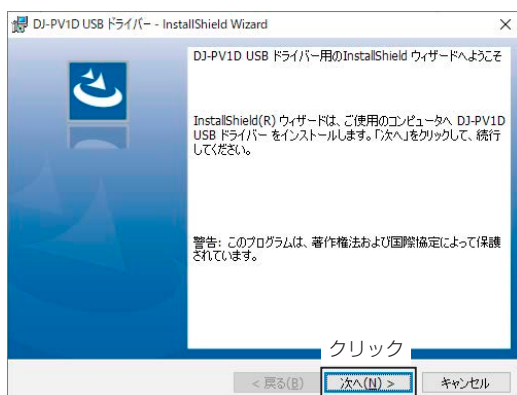 DJ-PV1D USB ドライバー - InstallShield Wizard
DJ-PV1D USB ドライバー用のInstallShield ウィザードへようこそ
InstallShield(R) ウィザードは、ご使用のコンピュータへ DJ-PV1D
USB ドライバー をインストールします。「次へ」をクリックして、続行
してください。
警告: このプログラムは、著作権法および国際協定によって保護
されています。
クリック
< 戻る(B)
次へ(N) >
キャンセル